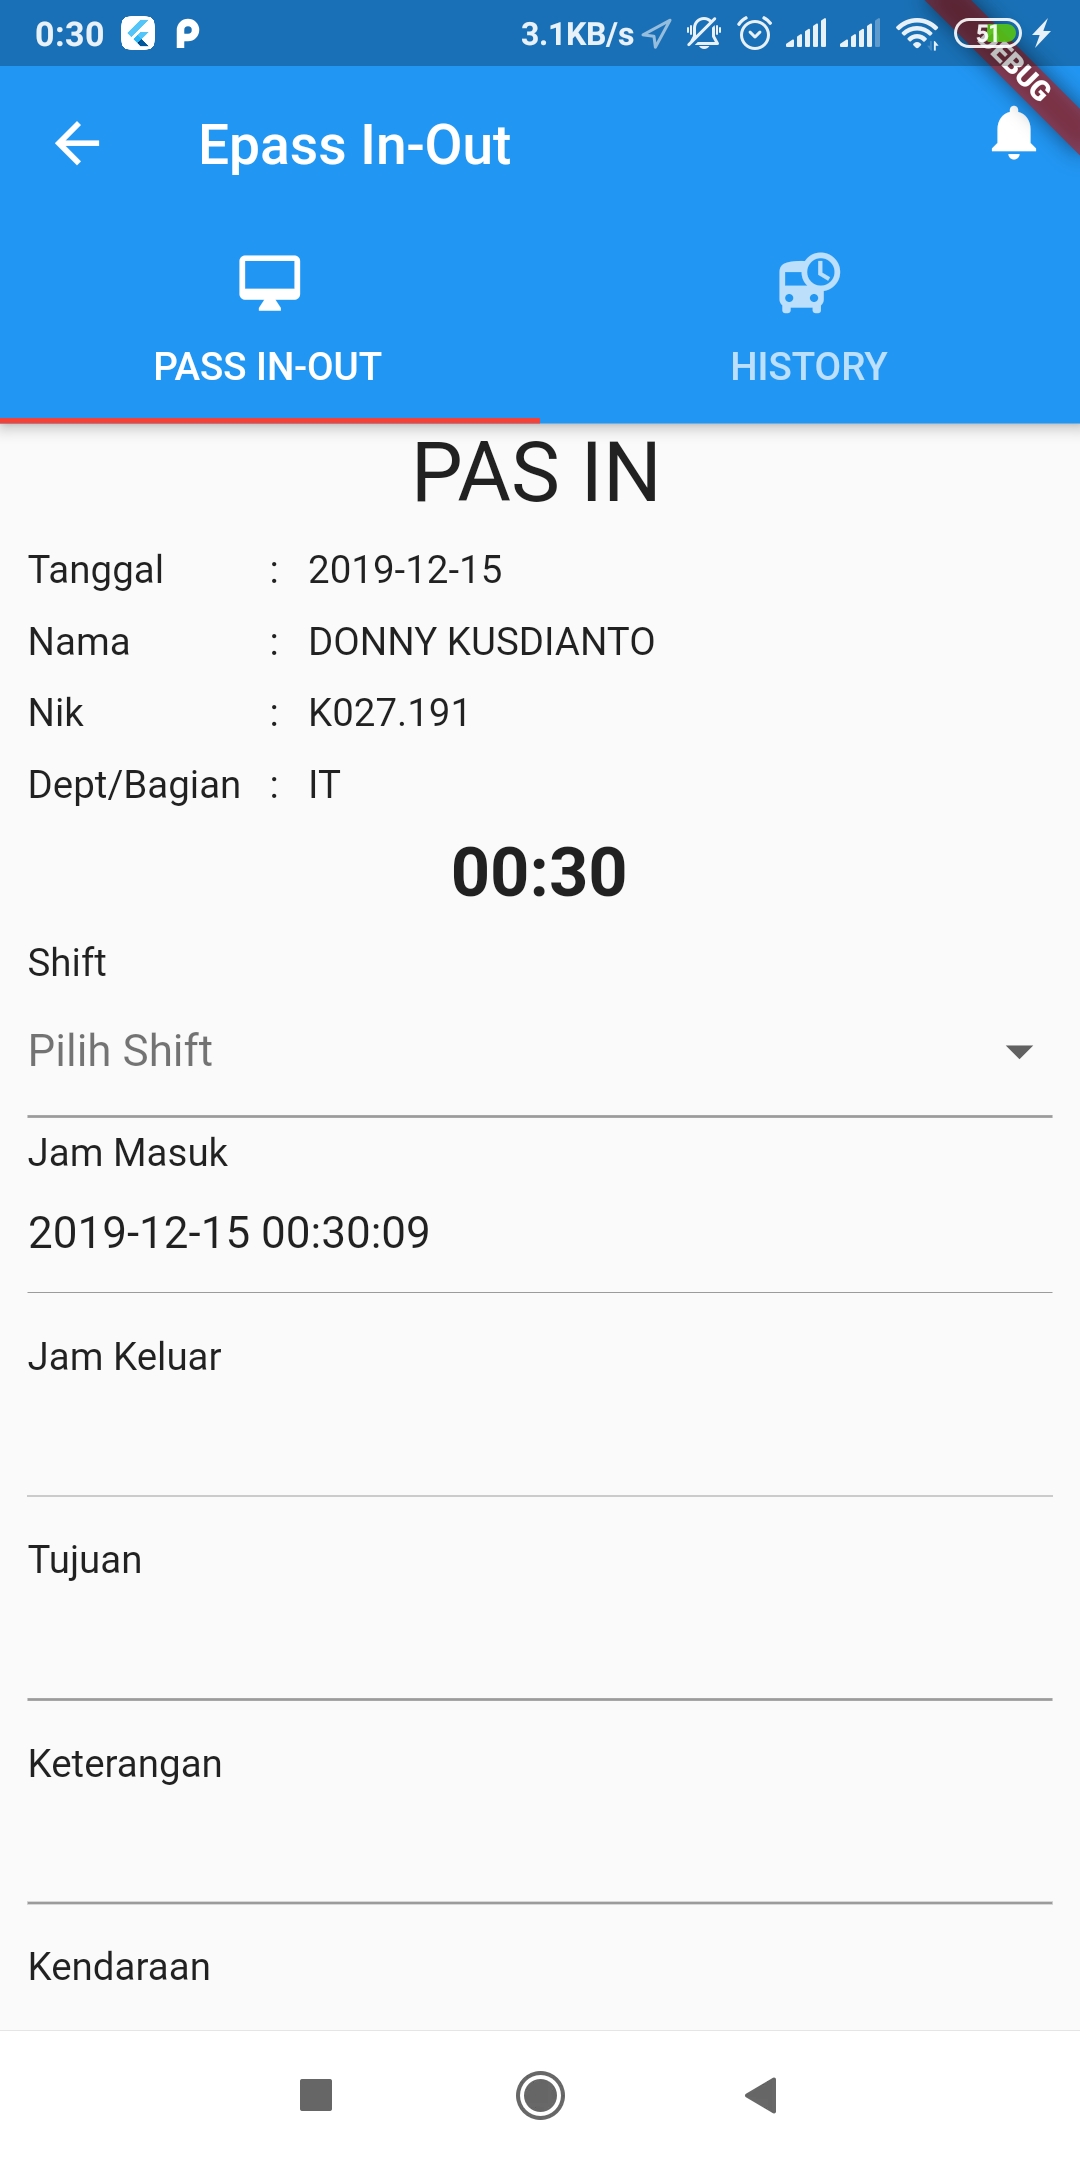 0:30 3.1KB/s 51
DEBUG
Epass In-Out
PASS IN-OUT HISTORY
PAS IN
Tanggal : 2019-12-15
Nama : DONNY KUSDIANTO
Nik : K027.191
Dept/Bagian : IT
00:30
Shift
Pilih Shift
Jam Masuk
2019-12-15 00:30:09
Jam Keluar
Tujuan
Keterangan
Kendaraan